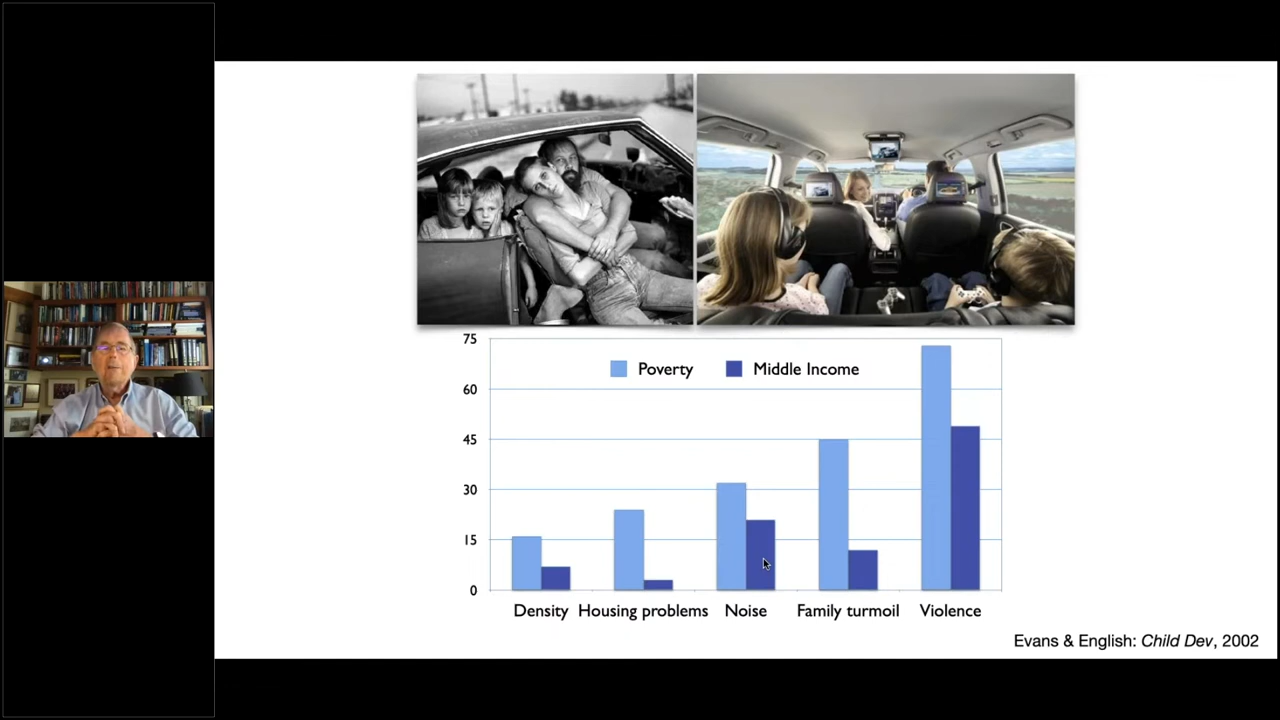 75
Poverty
Middle Income
60
45
30
15
0
Density
Housing problems
Noise
Family turmoil
Violence
Evans & English: Child Dev, 2002